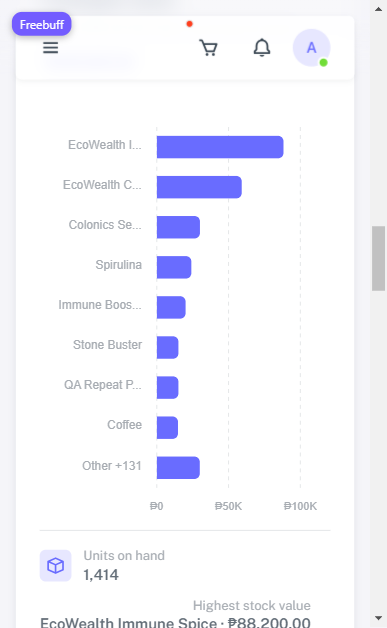 Freebuff
A
EcoWealth I...
EcoWealth C...
Colonics Se...
Spirulina
Immune Boos...
Stone Buster
QA Repeat P...
Coffee
Other +131
₱0 ₱50K ₱100K
Units on hand
1,414
Highest stock value
EcoWealth Immune Spice · ₱88,200.00